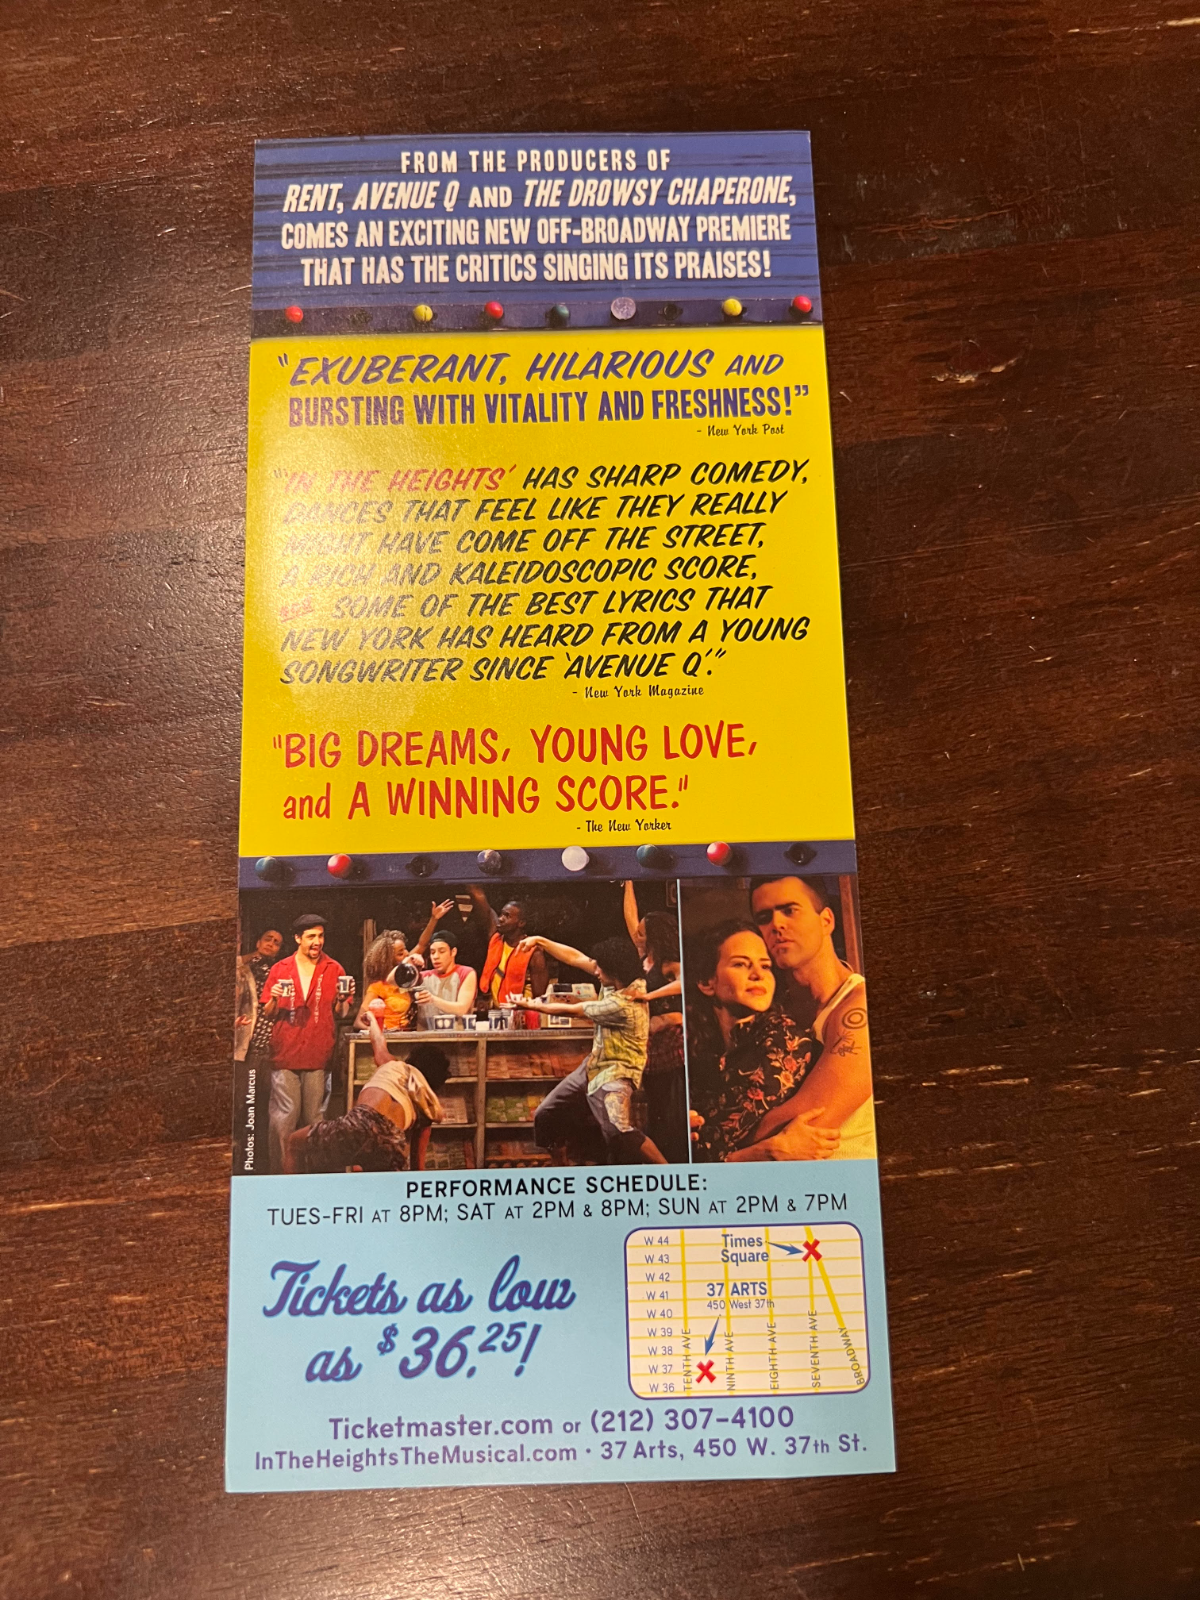 FROM THE PRODUCERS OF
RENT, AVENUE Q AND THE DROWSY CHAPERONE,
COMES AN EXCITING NEW OFF-BROADWAY PREMIERE
THAT HAS THE CRITICS SINGING ITS PRAISES!
"EXUBERANT, HILARIOUS AND
BURSTING WITH VITALITY AND FRESHNESS!"
- New York Post
"'IN THE HEIGHTS' HAS SHARP COMEDY,
DANCES THAT FEEL LIKE THEY REALLY
MIGHT HAVE COME OFF THE STREET,
A RICH AND KALEIDOSCOPIC SCORE,
and SOME OF THE BEST LYRICS THAT
NEW YORK HAS HEARD FROM A YOUNG
SONGWRITER SINCE 'AVENUE Q'."
- New York Magazine
"BIG DREAMS, YOUNG LOVE,
and A WINNING SCORE."
- The New Yorker
Photos: Joan Marcus
PERFORMANCE SCHEDULE:
TUES-FRI AT 8PM; SAT AT 2PM & 8PM; SUN AT 2PM & 7PM
Tickets as low
as $36.25!
W 44
W 43
W 42
W 41
W 40
W 39
W 38
W 37
W 36
Times
Square
37 ARTS
450 West 37th
TENTH AVE
NINTH AVE
EIGHTH AVE
SEVENTH AVE
BROADWAY
Ticketmaster.com or (212) 307-4100
InTheHeightsTheMusical.com • 37 Arts, 450 W. 37th St.